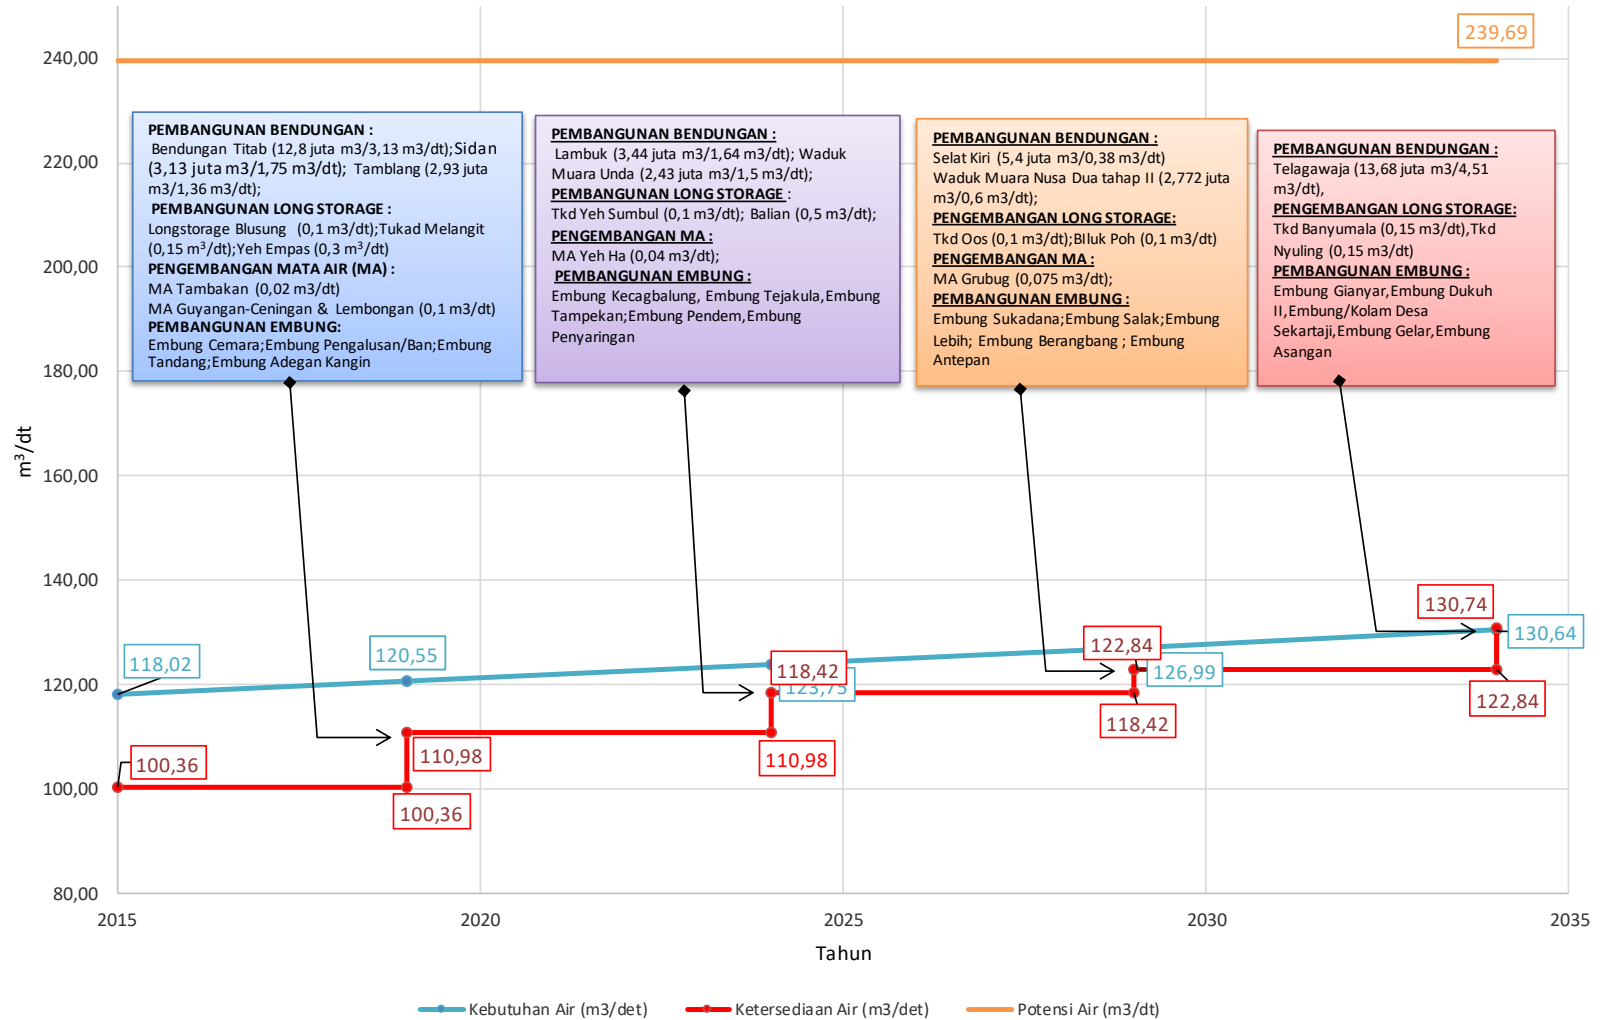 239,69
240,00
220,00
200,00
180,00
160,00
140,00
120,00
100,00
80,00
m³/dt
PEMBANGUNAN BENDUNGAN :
Bendungan Titab (12,8 juta m3/3,13 m3/dt);Sidan
(3,13 juta m3/1,75 m3/dt); Tamblang (2,93 juta
m3/1,36 m3/dt);
PEMBANGUNAN LONG STORAGE :
Longstorage Blusung (0,1 m3/dt);Tukad Melangit
(0,15 m³/dt);Yeh Empas (0,3 m³/dt)
PENGEMBANGAN MATA AIR (MA) :
MA Tambakan (0,02 m3/dt)
MA Guyangan-Ceningan & Lembongan (0,1 m3/dt)
PEMBANGUNAN EMBUNG:
Embung Cemara;Embung Pengalusan/Ban;Embung
Tandang;Embung Adegan Kangin
PEMBANGUNAN BENDUNGAN :
Lambuk (3,44 juta m3/1,64 m3/dt); Waduk
Muara Unda (2,43 juta m3/1,5 m3/dt);
PEMBANGUNAN LONG STORAGE :
Tkd Yeh Sumbul (0,1 m3/dt); Balian (0,5 m3/dt);
PENGEMBANGAN MA :
MA Yeh Ha (0,04 m3/dt);
PEMBANGUNAN EMBUNG :
Embung Kecagbalung, Embung Tejakula,Embung
Tampekan;Embung Pendem,Embung
Penyaringan
PEMBANGUNAN BENDUNGAN :
Selat Kiri (5,4 juta m3/0,38 m3/dt)
Waduk Muara Nusa Dua tahap II (2,772 juta
m3/0,6 m3/dt);
PENGEMBANGAN LONG STORAGE:
Tkd Oos (0,1 m3/dt);BIluk Poh (0,1 m3/dt)
PENGEMBANGAN MA :
MA Grubug (0,075 m3/dt);
PEMBANGUNAN EMBUNG :
Embung Sukadana;Embung Salak;Embung
Lebih; Embung Berangbang ; Embung
Antepan
PEMBANGUNAN BENDUNGAN :
Telagawaja (13,68 juta m3/4,51
m3/dt),
PENGEMBANGAN LONG STORAGE:
Tkd Banyumala (0,15 m3/dt),Tkd
Nyuling (0,15 m3/dt)
PEMBANGUNAN EMBUNG :
Embung Gianyar,Embung Dukuh
II,Embung/Kolam Desa
Sekartaji,Embung Gelar,Embung
Asangan
118,02
120,55
118,42
123,75
122,84
126,99
130,74
130,64
100,36
110,98
100,36
110,98
118,42
122,84
2015
2020
2025
2030
2035
Tahun
Kebutuhan Air (m3/det)
Ketersediaan Air (m3/det)
Potensi Air (m3/dt)